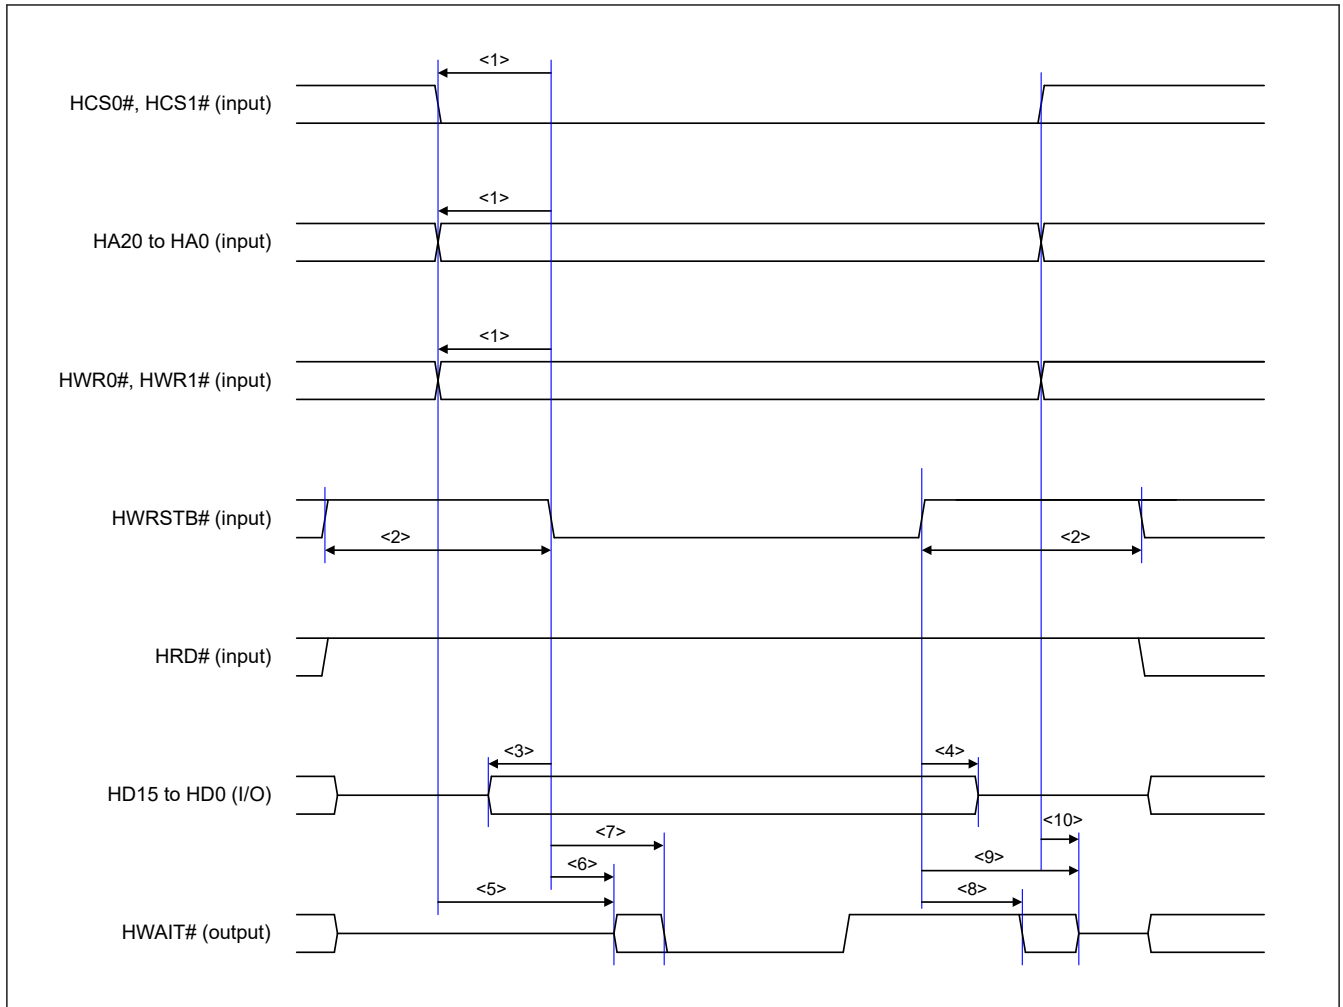 <1>
HCS0#, HCS1# (input)
<1>
HA20 to HA0 (input)
<1>
HWR0#, HWR1# (input)
HWRSTB# (input)
<2>
<2>
HRD# (input)
<3>
<4>
HD15 to HD0 (I/O)
<10>
<7>
<9>
<6>
<5>
<8>
HWAIT# (output)